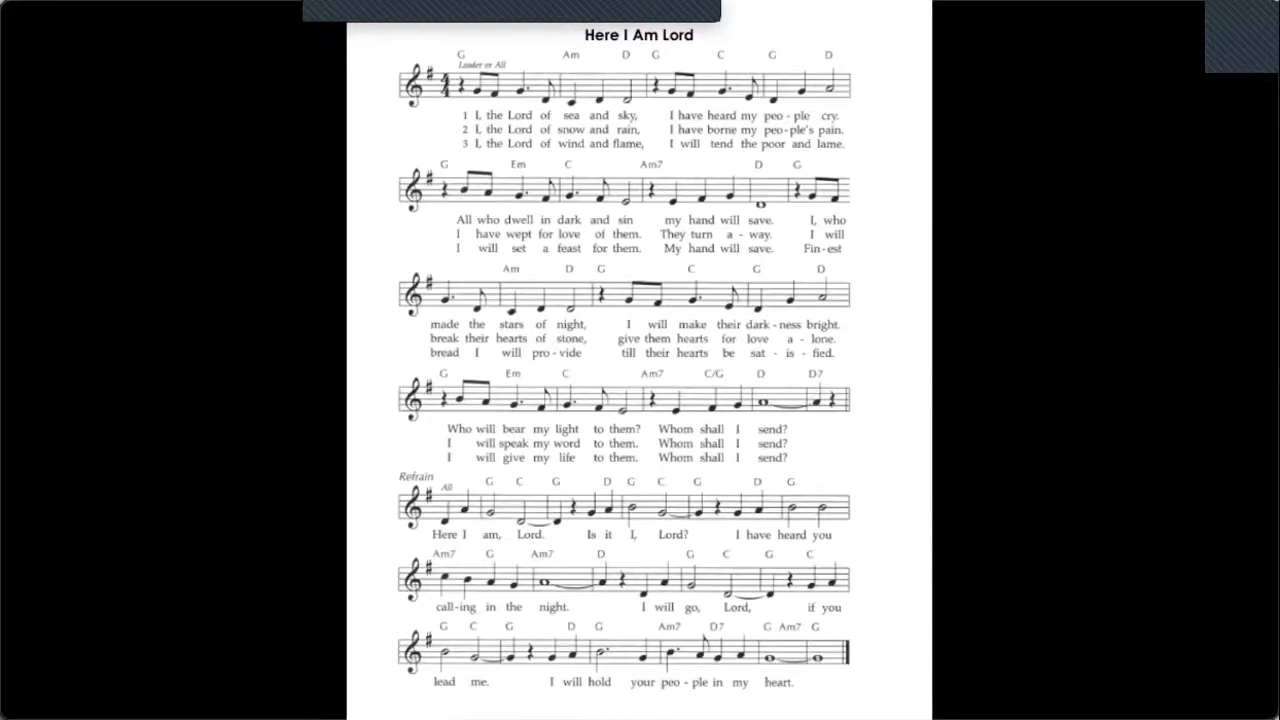 Here I Am Lord
G Am D G C G D
Leader or All
1 I, the Lord of sea and sky, I have heard my peo - ple cry.
2 I, the Lord of snow and rain, I have borne my peo-ple's pain.
3 I, the Lord of wind and flame, I will tend the poor and lame.
G Em C Am7 D G
All who dwell in dark and sin my hand will save. I, who
I have wept for love of them. They turn a - way. I will
I will set a feast for them. My hand will save. Fin-est
Am D G C G D
made the stars of night, I will make their dark - ness bright.
break their hearts of stone, give them hearts for love a - lone.
bread I will pro - vide till their hearts be sat - is - fied.
G Em C Am7 C/G D D7
Who will bear my light to them? Whom shall I send?
I will speak my word to them. Whom shall I send?
I will give my life to them. Whom shall I send?
Refrain
All G C G D G C G D G
Here I am, Lord. Is it I, Lord? I have heard you
Am7 G Am7 D G C G C
call-ing in the night. I will go, Lord, if you
G C G D G Am7 D7 G Am7 G
lead me. I will hold your peo - ple in my heart.